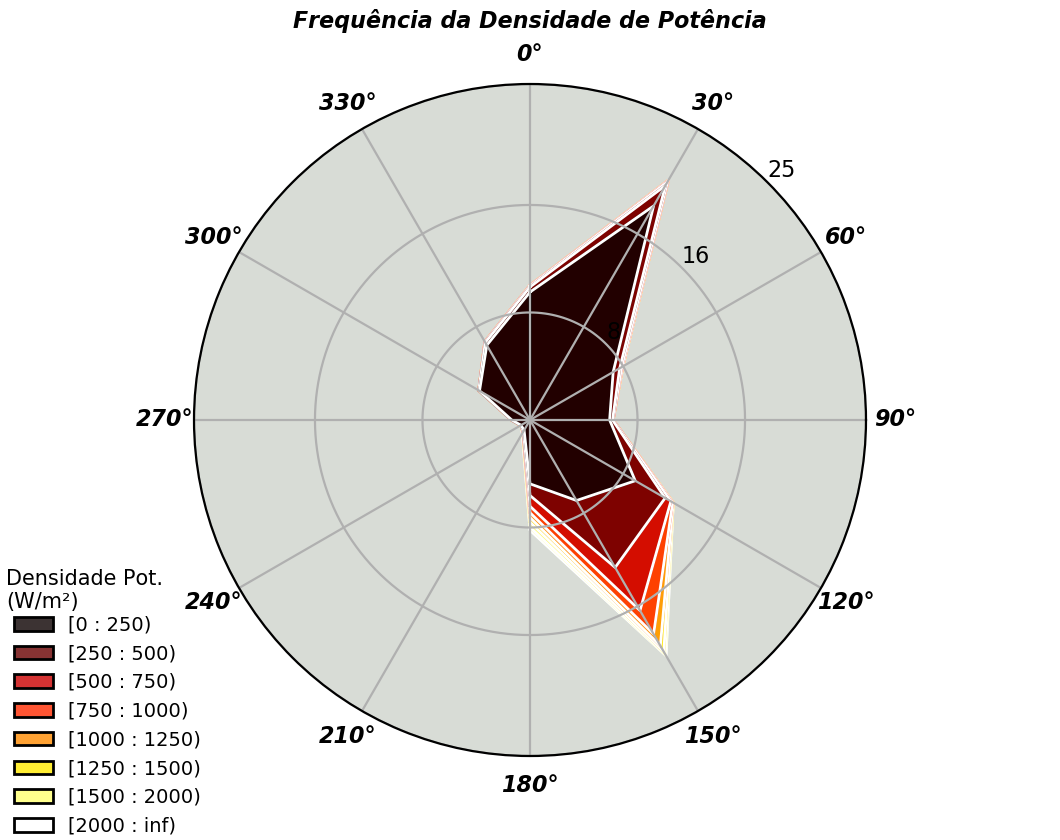 Frequência da Densidade de Potência
0°
330°
30°
25
300°
60°
16
8
270°
90°
Densidade Pot.
(W/m²)
240°
120°
[0 : 250)
[250 : 500)
[500 : 750)
[750 : 1000)
210°
150°
[1000 : 1250)
[1250 : 1500)
180°
[1500 : 2000)
[2000 : inf)